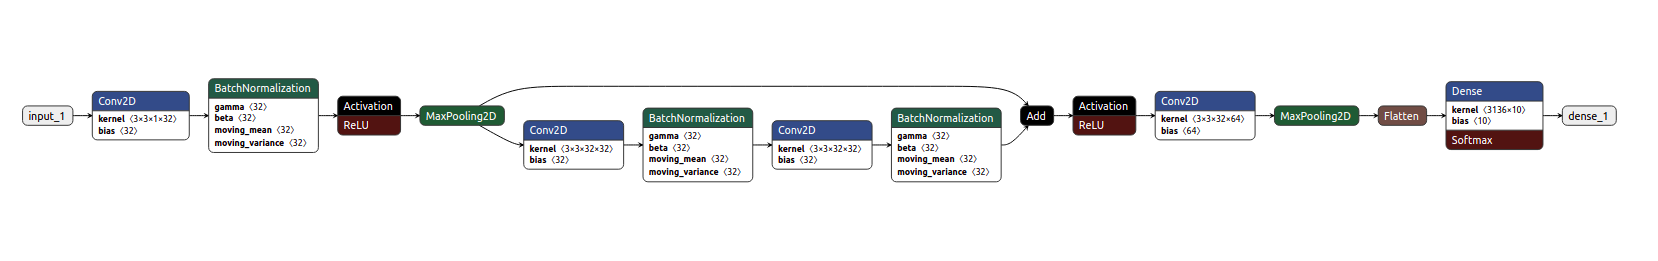 input_1
Conv2D
kernel 〈3×3×1×32〉
bias 〈32〉
BatchNormalization
gamma 〈32〉
beta 〈32〉
moving_mean 〈32〉
moving_variance 〈32〉
Activation
ReLU
MaxPooling2D
Conv2D
kernel 〈3×3×32×32〉
bias 〈32〉
BatchNormalization
gamma 〈32〉
beta 〈32〉
moving_mean 〈32〉
moving_variance 〈32〉
Conv2D
kernel 〈3×3×32×32〉
bias 〈32〉
BatchNormalization
gamma 〈32〉
beta 〈32〉
moving_mean 〈32〉
moving_variance 〈32〉
Add
Activation
ReLU
Conv2D
kernel 〈3×3×32×64〉
bias 〈64〉
MaxPooling2D
Flatten
Dense
kernel 〈3136×10〉
bias 〈10〉
Softmax
dense_1